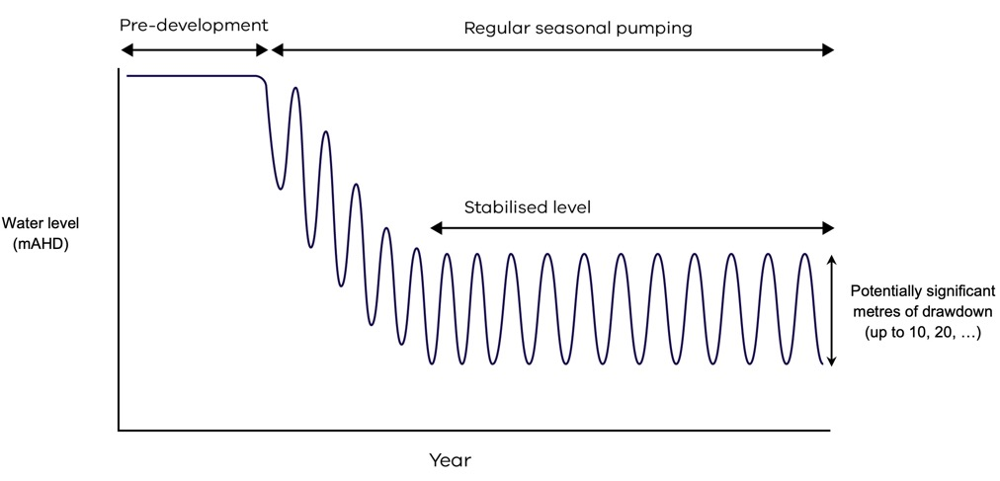 Pre-development
Regular seasonal pumping
Stabilised level
Water level
(mAHD)
Potentially significant
metres of drawdown
(up to 10, 20, …)
Year